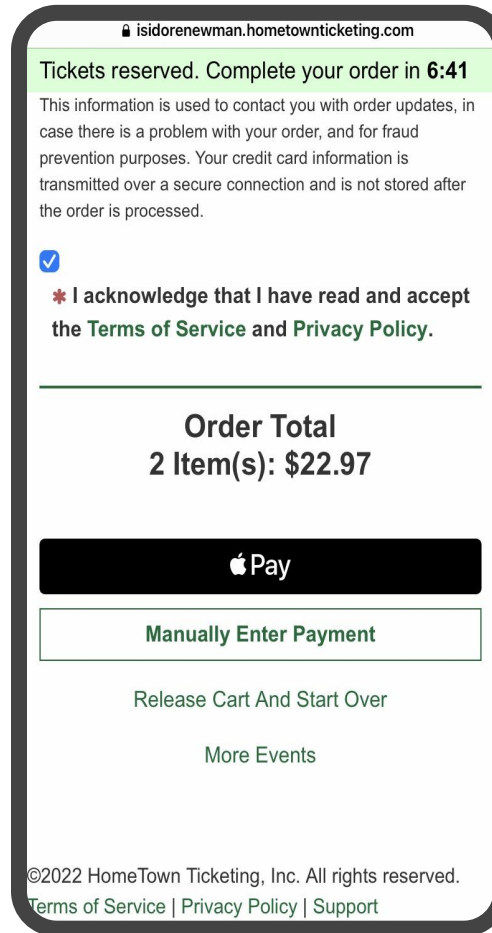 isidorenewman.hometownticketing.com
Tickets reserved. Complete your order in 6:41
This information is used to contact you with order updates, in
case there is a problem with your order, and for fraud
prevention purposes. Your credit card information is
transmitted over a secure connection and is not stored after
the order is processed.
* I acknowledge that I have read and accept
the Terms of Service and Privacy Policy.
Order Total
2 Item(s): $22.97
Pay
Manually Enter Payment
Release Cart And Start Over
More Events
©2022 HomeTown Ticketing, Inc. All rights reserved.
Terms of Service | Privacy Policy | Support